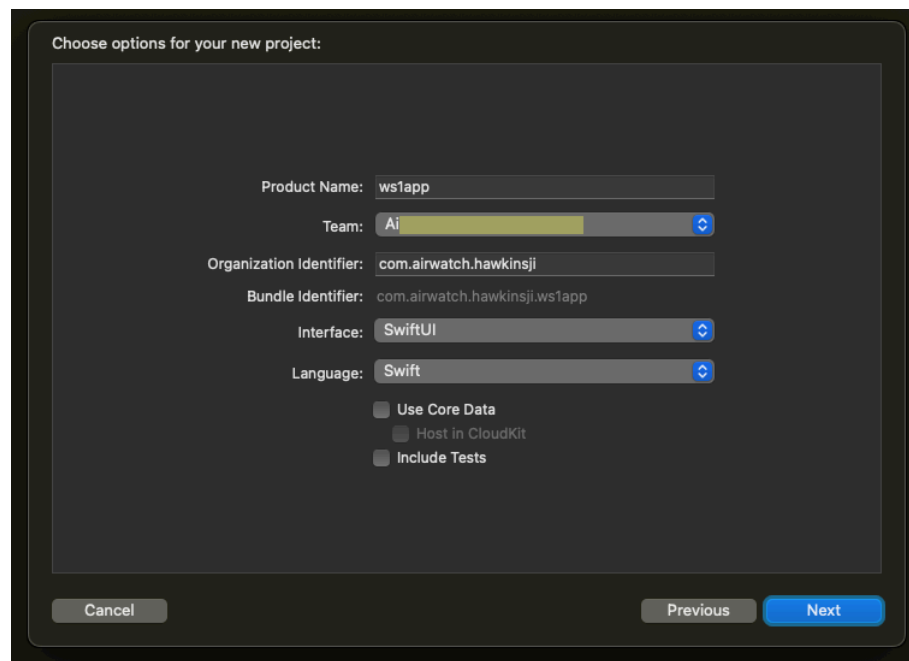 Choose options for your new project:
Product Name: ws1app
Team: Ai
Organization Identifier: com.airwatch.hawkinsji
Bundle Identifier: com.airwatch.hawkinsji.ws1app
Interface: SwiftUI
Language: Swift
Use Core Data
Host in CloudKit
Include Tests
Cancel Previous Next